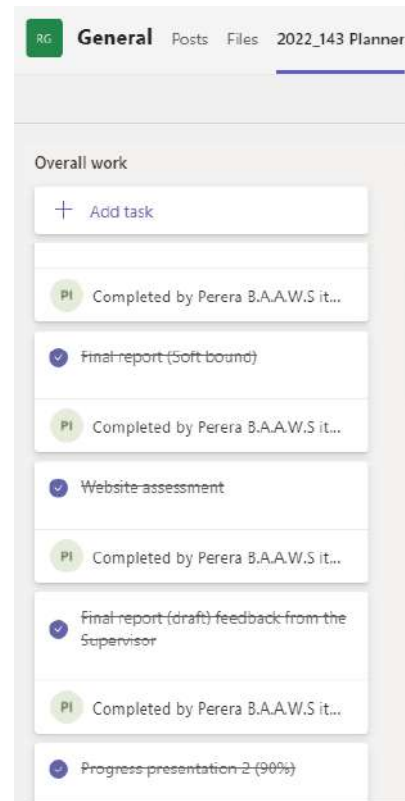 RG General Posts Files 2022_143 Planner
Overall work
+ Add task
PI Completed by Perera B.A.A.W.S it...
Final report (Soft bound)
PI Completed by Perera B.A.A.W.S it...
Website assessment
PI Completed by Perera B.A.A.W.S it...
Final report (draft) feedback from the
Supervisor
PI Completed by Perera B.A.A.W.S it...
Progress presentation 2 (90%)